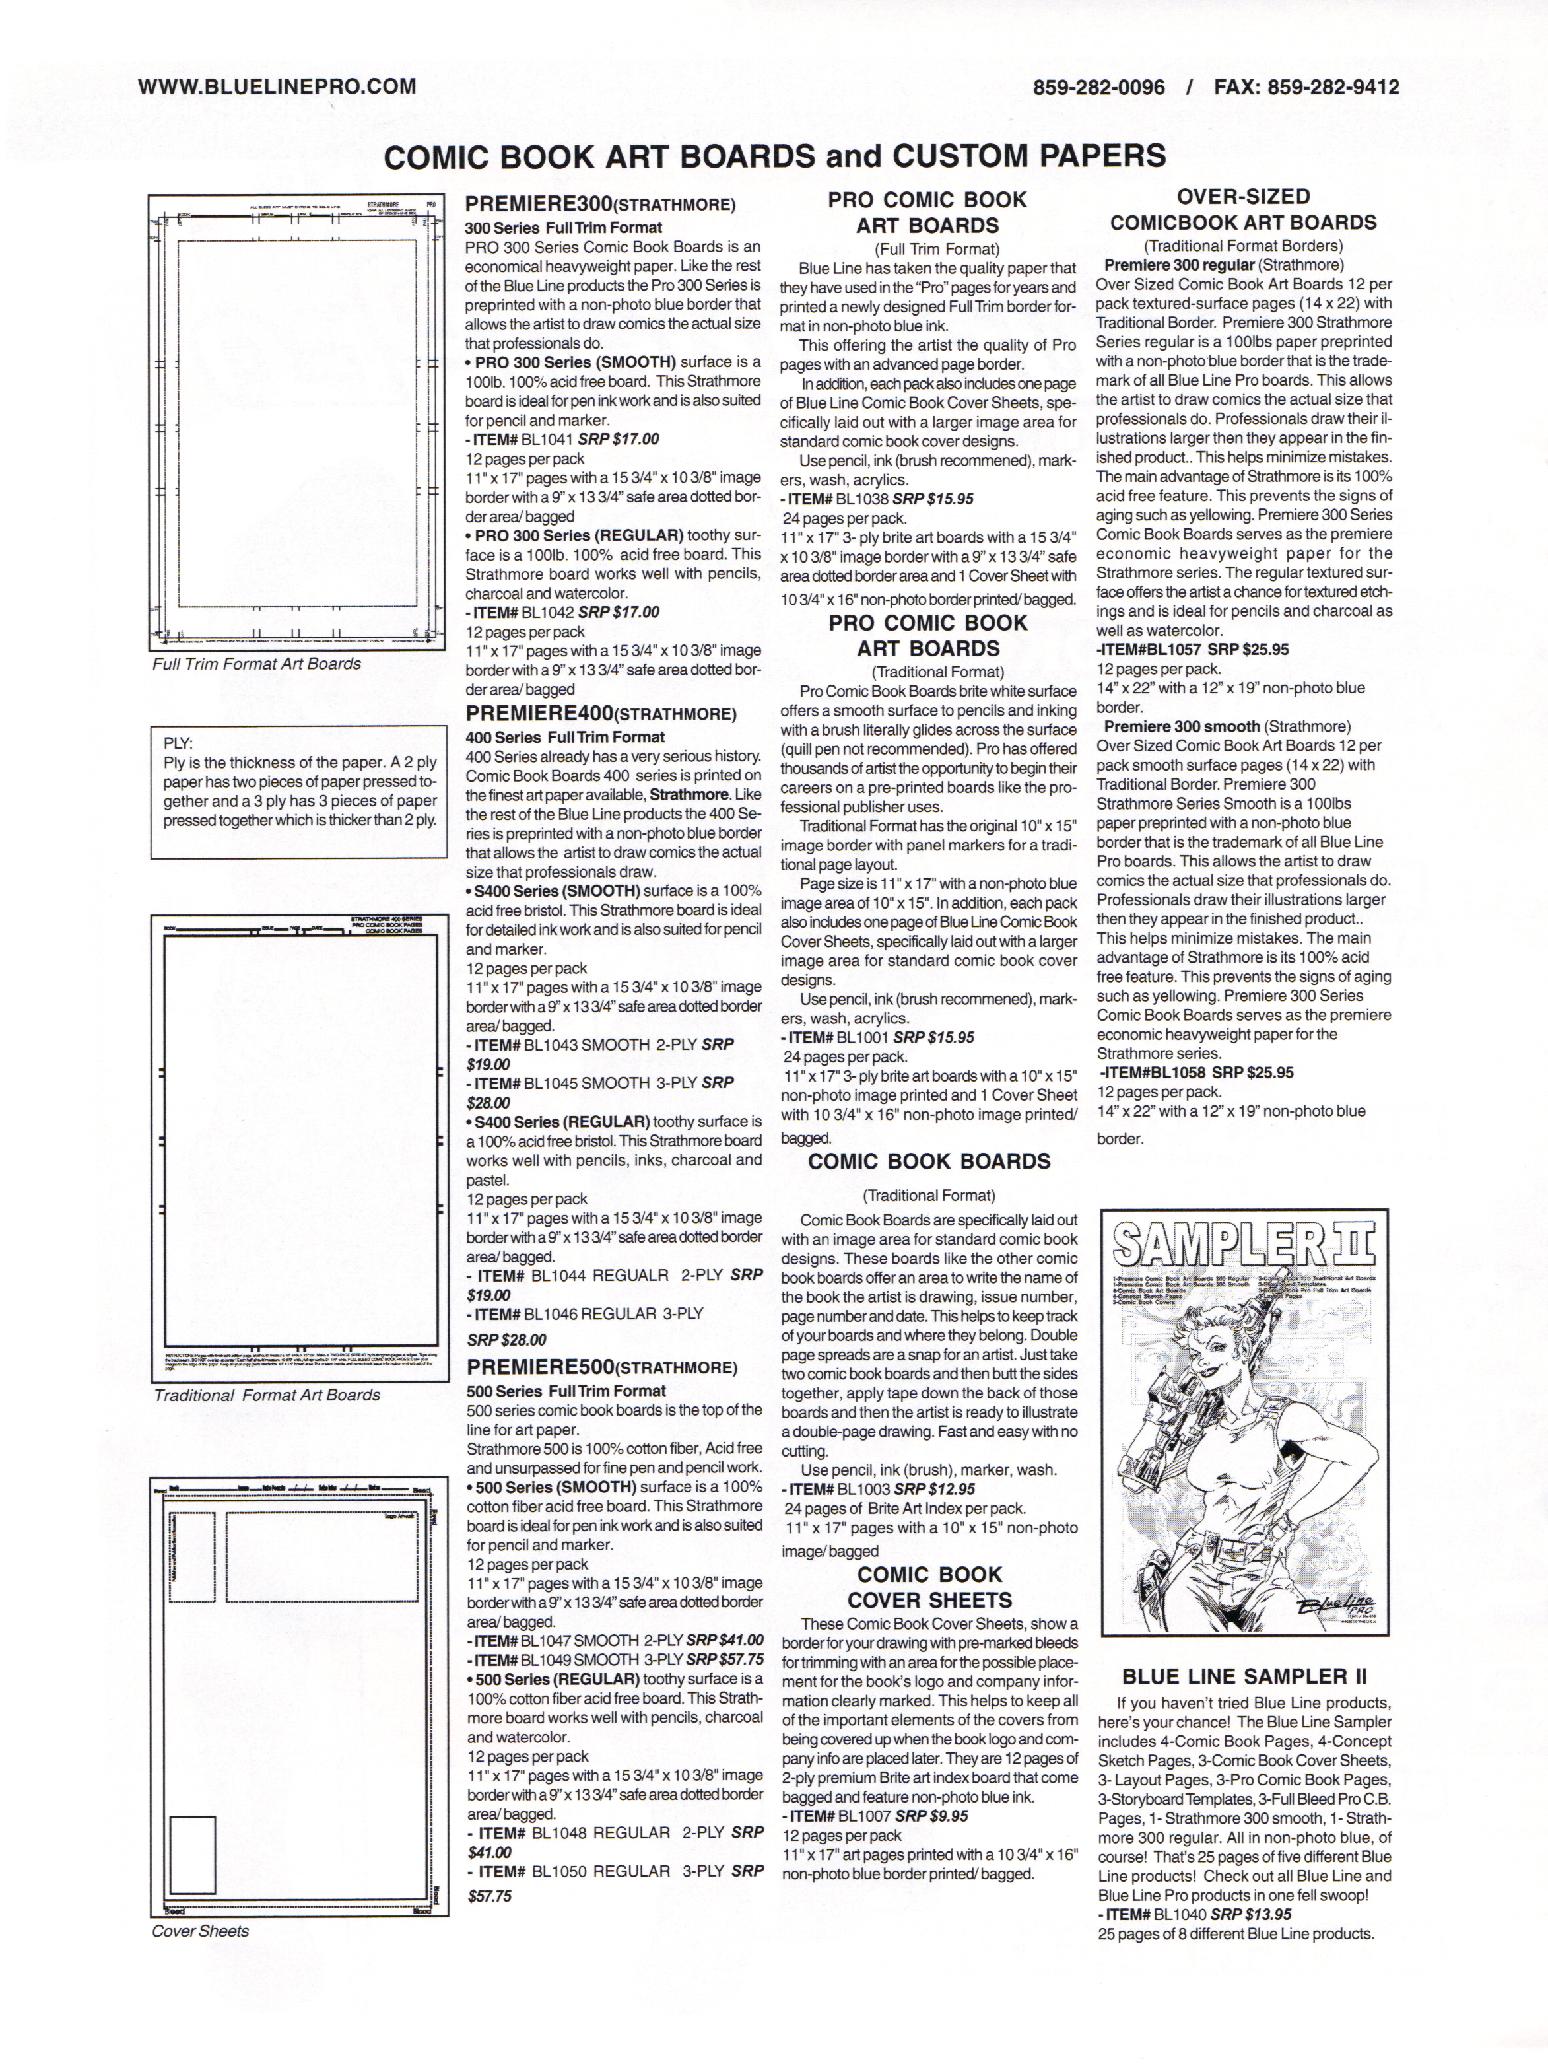 WWW.BLUELINEPRO.COM
859-282-0096 / FAX: 859-282-9412
COMIC BOOK ART BOARDS and CUSTOM PAPERS
STRATHMORE
PRO
Full Trim Format Art Boards
PLY:
Ply is the thickness of the paper. A 2 ply
paper has two pieces of paper pressed to-
gether and a 3 ply has 3 pieces of paper
pressed together which is thicker than 2 ply.
STRATHMORE 400 SERIES
PRO COMIC BOOK PAGES
COMIC BOOK PAGES
Traditional Format Art Boards
Bleed
Bleed
Logo Artwork
Bleed
Bleed
Cover Sheets
PREMIERE300(STRATHMORE)
300 Series Full Trim Format
PRO 300 Series Comic Book Boards is an
economical heavyweight paper. Like the rest
of the Blue Line products the Pro 300 Series is
preprinted with a non-photo blue border that
allows the artist to draw comics the actual size
that professionals do.
• PRO 300 Series (SMOOTH) surface is a
100lb. 100% acid free board. This Strathmore
board is ideal for pen ink work and is also suited
for pencil and marker.
- ITEM# BL1041 SRP $17.00
12 pages per pack
11" x 17" pages with a 15 3/4" x 10 3/8" image
border with a 9" x 13 3/4" safe area dotted bor-
der area/ bagged
• PRO 300 Series (REGULAR) toothy sur-
face is a 100lb. 100% acid free board. This
Strathmore board works well with pencils,
charcoal and watercolor.
- ITEM# BL1042 SRP $17.00
12 pages per pack
11" x 17" pages with a 15 3/4" x 10 3/8" image
border with a 9" x 13 3/4" safe area dotted bor-
der area/ bagged
PREMIERE400(STRATHMORE)
400 Series Full Trim Format
400 Series already has a very serious history.
Comic Book Boards 400 series is printed on
the finest art paper available, Strathmore. Like
the rest of the Blue Line products the 400 Se-
ries is preprinted with a non-photo blue border
that allows the artist to draw comics the actual
size that professionals draw.
• S400 Series (SMOOTH) surface is a 100%
acid free bristol. This Strathmore board is ideal
for detailed ink work and is also suited for pencil
and marker.
12 pages per pack
11" x 17" pages with a 15 3/4" x 10 3/8" image
border with a 9" x 13 3/4" safe area dotted border
area/ bagged.
- ITEM# BL1043 SMOOTH 2-PLY SRP
$19.00
- ITEM# BL1045 SMOOTH 3-PLY SRP
$28.00
• S400 Series (REGULAR) toothy surface is
a 100% acid free bristol. This Strathmore board
works well with pencils, inks, charcoal and
pastel.
12 pages per pack
11" x 17" pages with a 15 3/4" x 10 3/8" image
border with a 9" x 13 3/4" safe area dotted border
area/ bagged.
- ITEM# BL1044 REGUALR 2-PLY SRP
$19.00
- ITEM# BL1046 REGULAR 3-PLY
SRP $28.00
PREMIERE500(STRATHMORE)
500 Series Full Trim Format
500 series comic book boards is the top of the
line for art paper.
Strathmore 500 is 100% cotton fiber, Acid free
and unsurpassed for fine pen and pencil work.
• 500 Series (SMOOTH) surface is a 100%
cotton fiber acid free board. This Strathmore
board is ideal for pen ink work and is also suited
for pencil and marker.
12 pages per pack
11" x 17" pages with a 15 3/4" x 10 3/8" image
border with a 9" x 13 3/4" safe area dotted border
area/ bagged.
- ITEM# BL1047 SMOOTH 2-PLY SRP $41.00
- ITEM# BL1049 SMOOTH 3-PLY SRP $57.75
• 500 Series (REGULAR) toothy surface is a
100% cotton fiber acid free board. This Strath-
more board works well with pencils, charcoal
and watercolor.
12 pages per pack
11" x 17" pages with a 15 3/4" x 10 3/8" image
border with a 9" x 13 3/4" safe area dotted border
area/ bagged.
- ITEM# BL1048 REGULAR 2-PLY SRP
$41.00
- ITEM# BL1050 REGULAR 3-PLY SRP
$57.75
PRO COMIC BOOK
ART BOARDS
(Full Trim Format)
Blue Line has taken the quality paper that
they have used in the "Pro" pages for years and
printed a newly designed Full Trim border for-
mat in non-photo blue ink.
This offering the artist the quality of Pro
pages with an advanced page border.
In addition, each pack also includes one page
of Blue Line Comic Book Cover Sheets, spe-
cifically laid out with a larger image area for
standard comic book cover designs.
Use pencil, ink (brush recommened), mark-
ers, wash, acrylics.
- ITEM# BL1038 SRP $15.95
24 pages per pack.
11" x 17" 3- ply brite art boards with a 15 3/4"
x 10 3/8" image border with a 9" x 13 3/4" safe
area dotted border area and 1 Cover Sheet with
10 3/4" x 16" non-photo border printed/ bagged.
PRO COMIC BOOK
ART BOARDS
(Traditional Format)
Pro Comic Book Boards brite white surface
offers a smooth surface to pencils and inking
with a brush literally glides across the surface
(quill pen not recommended). Pro has offered
thousands of artist the opportunity to begin their
careers on a pre-printed boards like the pro-
fessional publisher uses.
Traditional Format has the original 10" x 15"
image border with panel markers for a tradi-
tional page layout.
Page size is 11" x 17" with a non-photo blue
image area of 10" x 15". In addition, each pack
also includes one page of Blue Line Comic Book
Cover Sheets, specifically laid out with a larger
image area for standard comic book cover
designs.
Use pencil, ink (brush recommened), mark-
ers, wash, acrylics.
- ITEM# BL1001 SRP $15.95
24 pages per pack.
11" x 17" 3- ply brite art boards with a 10" x 15"
non-photo image printed and 1 Cover Sheet
with 10 3/4" x 16" non-photo image printed/
bagged.
COMIC BOOK BOARDS
(Traditional Format)
Comic Book Boards are specifically laid out
with an image area for standard comic book
designs. These boards like the other comic
book boards offer an area to write the name of
the book the artist is drawing, issue number,
page number and date. This helps to keep track
of your boards and where they belong. Double
page spreads are a snap for an artist. Just take
two comic book boards and then butt the sides
together, apply tape down the back of those
boards and then the artist is ready to illustrate
a double-page drawing. Fast and easy with no
cutting.
Use pencil, ink (brush), marker, wash.
- ITEM# BL1003 SRP $12.95
24 pages of Brite Art Index per pack.
11" x 17" pages with a 10" x 15" non-photo
image/ bagged
COMIC BOOK
COVER SHEETS
These Comic Book Cover Sheets, show a
border for your drawing with pre-marked bleeds
for trimming with an area for the possible place-
ment for the book's logo and company infor-
mation clearly marked. This helps to keep all
of the important elements of the covers from
being covered up when the book logo and com-
pany info are placed later. They are 12 pages of
2-ply premium Brite art index board that come
bagged and feature non-photo blue ink.
- ITEM# BL1007 SRP $9.95
12 pages per pack
11" x 17" art pages printed with a 10 3/4" x 16"
non-photo blue border printed/ bagged.
OVER-SIZED
COMICBOOK ART BOARDS
(Traditional Format Borders)
Premiere 300 regular (Strathmore)
Over Sized Comic Book Art Boards 12 per
pack textured-surface pages (14 x 22) with
Traditional Border. Premiere 300 Strathmore
Series regular is a 100lbs paper preprinted
with a non-photo blue border that is the trade-
mark of all Blue Line Pro boards. This allows
the artist to draw comics the actual size that
professionals do. Professionals draw their il-
lustrations larger then they appear in the fin-
ished product.. This helps minimize mistakes.
The main advantage of Strathmore is its 100%
acid free feature. This prevents the signs of
aging such as yellowing. Premiere 300 Series
Comic Book Boards serves as the premiere
economic heavyweight paper for the
Strathmore series. The regular textured sur-
face offers the artist a chance for textured etch-
ings and is ideal for pencils and charcoal as
well as watercolor.
-ITEM#BL1057 SRP $25.95
12 pages per pack.
14" x 22" with a 12" x 19" non-photo blue
border.
Premiere 300 smooth (Strathmore)
Over Sized Comic Book Art Boards 12 per
pack smooth surface pages (14 x 22) with
Traditional Border. Premiere 300
Strathmore Series Smooth is a 100lbs
paper preprinted with a non-photo blue
border that is the trademark of all Blue Line
Pro boards. This allows the artist to draw
comics the actual size that professionals do.
Professionals draw their illustrations larger
then they appear in the finished product..
This helps minimize mistakes. The main
advantage of Strathmore is its 100% acid
free feature. This prevents the signs of aging
such as yellowing. Premiere 300 Series
Comic Book Boards serves as the premiere
economic heavyweight paper for the
Strathmore series.
-ITEM#BL1058 SRP $25.95
12 pages per pack.
14" x 22" with a 12" x 19" non-photo blue
border.
SAMPLER II
Blue Line
PRO
BLUE LINE SAMPLER II
If you haven't tried Blue Line products,
here's your chance! The Blue Line Sampler
includes 4-Comic Book Pages, 4-Concept
Sketch Pages, 3-Comic Book Cover Sheets,
3- Layout Pages, 3-Pro Comic Book Pages,
3-Storyboard Templates, 3-Full Bleed Pro C.B.
Pages, 1- Strathmore 300 smooth, 1- Strath-
more 300 regular. All in non-photo blue, of
course! That's 25 pages of five different Blue
Line products! Check out all Blue Line and
Blue Line Pro products in one fell swoop!
- ITEM# BL1040 SRP $13.95
25 pages of 8 different Blue Line products.